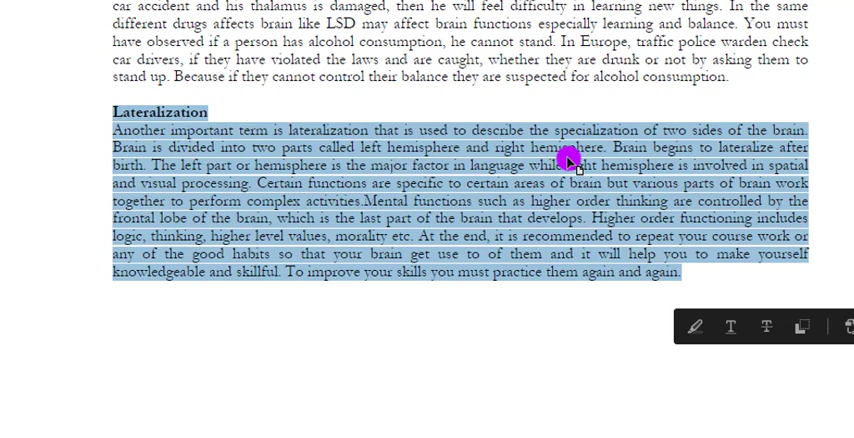 car accident and his thalamus is damaged, then he will feel difficulty in learning new things. In the same
different drugs affects brain like LSD may affect brain functions especially learning and balance. You must
have observed if a person has alcohol consumption, he cannot stand. In Europe, traffic police warden check
car drivers, if they have violated the laws and are caught, whether they are drunk or not by asking them to
stand up. Because if they cannot control their balance they are suspected for alcohol consumption.
Lateralization
Another important term is lateralization that is used to describe the specialization of two sides of the brain.
Brain is divided into two parts called left hemisphere and right hemisphere. Brain begins to lateralize after
birth. The left part or hemisphere is the major factor in language while right hemisphere is involved in spatial
and visual processing. Certain functions are specific to certain areas of brain but various parts of brain work
together to perform complex activities.Mental functions such as higher order thinking are controlled by the
frontal lobe of the brain, which is the last part of the brain that develops. Higher order functioning includes
logic, thinking, higher level values, morality etc. At the end, it is recommended to repeat your course work or
any of the good habits so that your brain get use to of them and it will help you to make yourself
knowledgeable and skillful. To improve your skills you must practice them again and again.